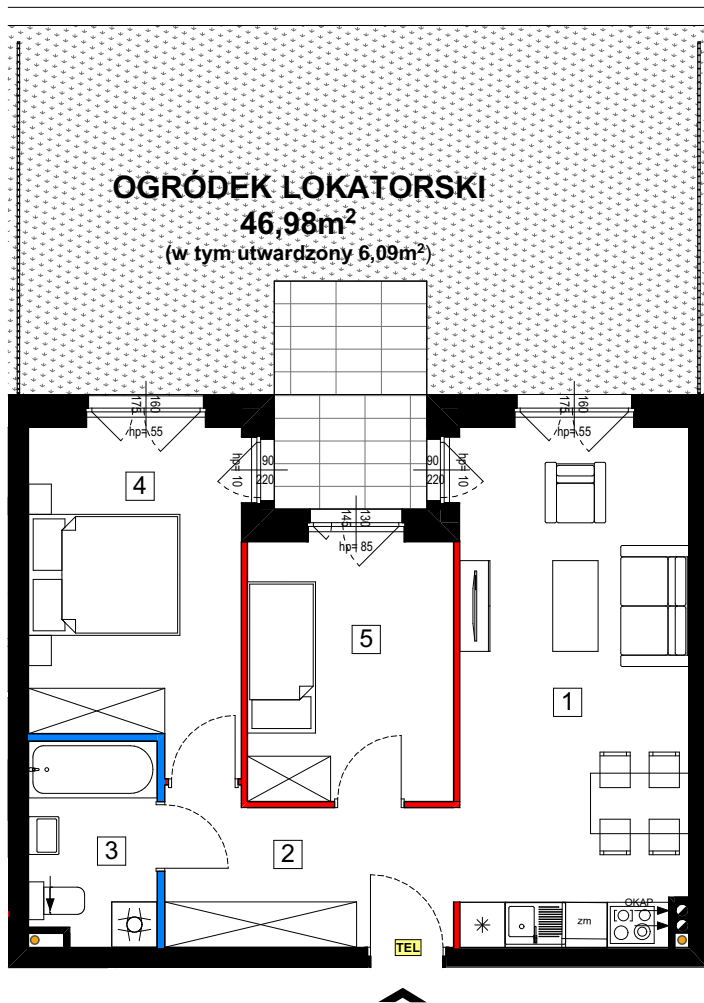 OGRÓDEK LOKATORSKI
46,98m²
(w tym utwardzony 6,09m²)
175 160
hp= 55
175 160
hp= 55
hp= 10
90
220
90
220
hp= 10
145 130
hp= 85
4
5
1
3
2
OKAP
zm
TEL